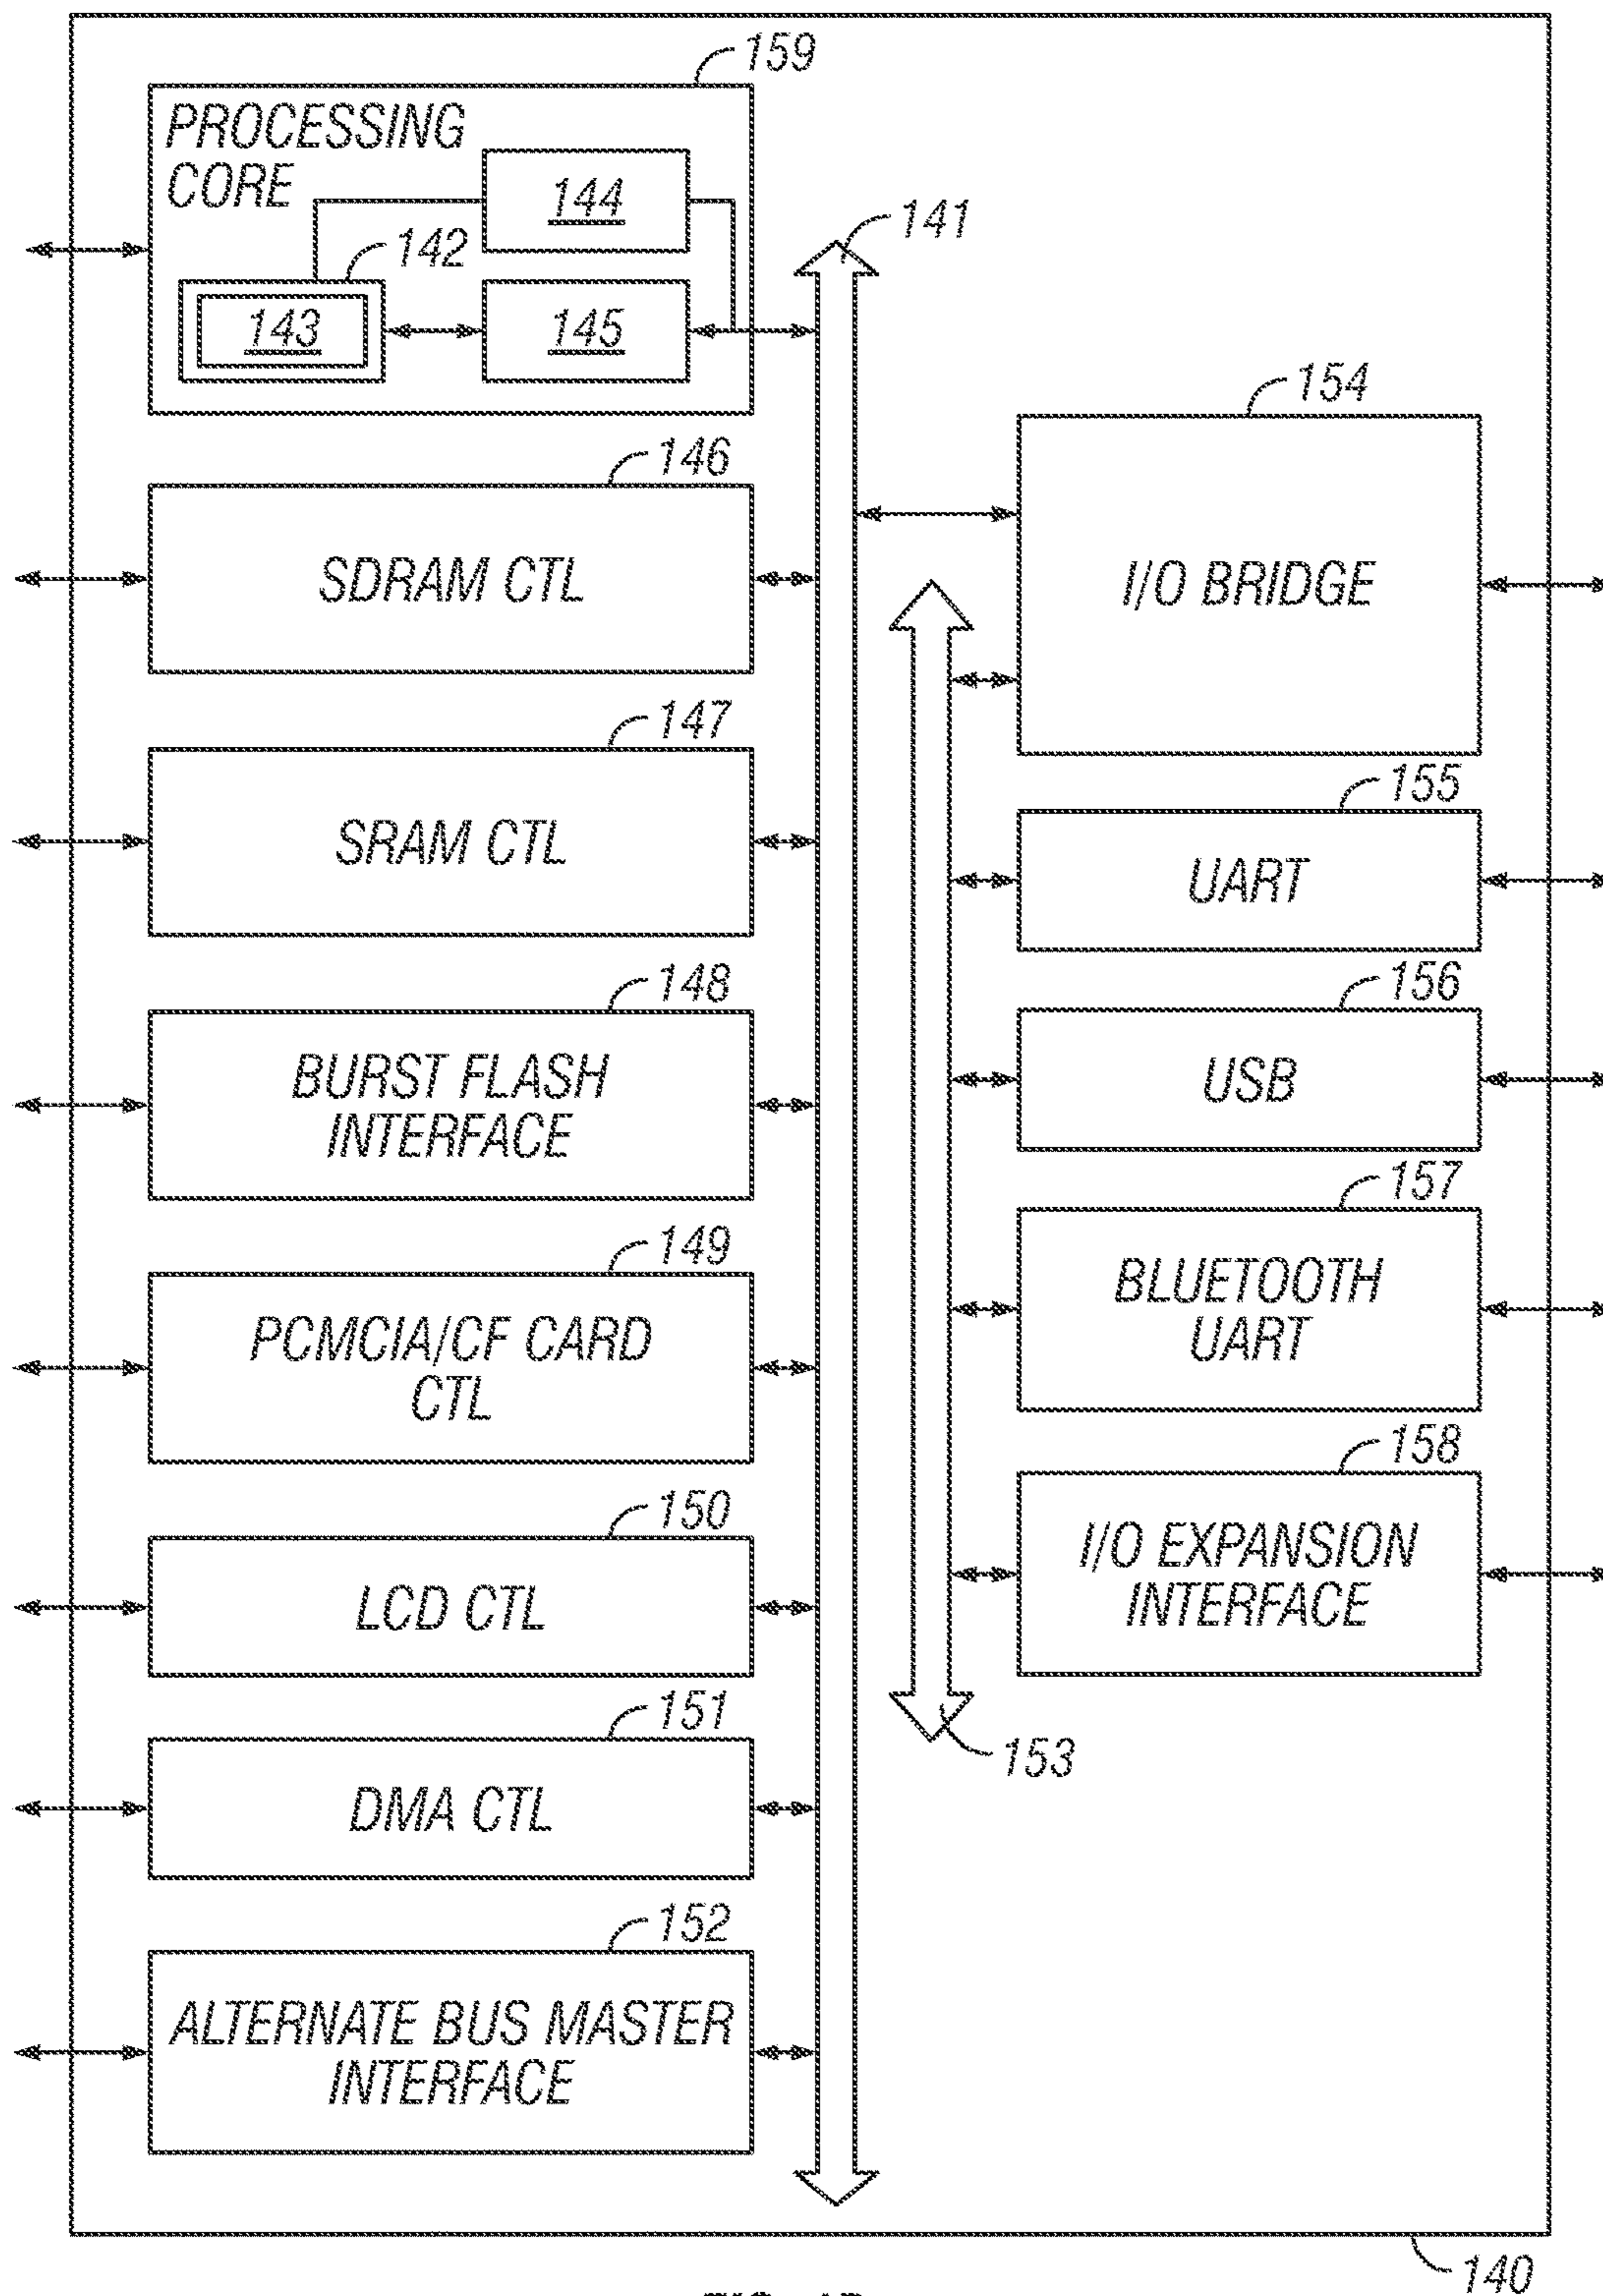 159
PROCESSING
CORE
144
142
143
145
141
154
146
SDRAM CTL
I/O BRIDGE
147
SRAM CTL
155
UART
148
BURST FLASH
INTERFACE
156
USB
157
BLUETOOTH
UART
149
PCMCIA/CF CARD
CTL
158
I/O EXPANSION
INTERFACE
150
LCD CTL
151
DMA CTL
153
152
ALTERNATE BUS MASTER
INTERFACE
140